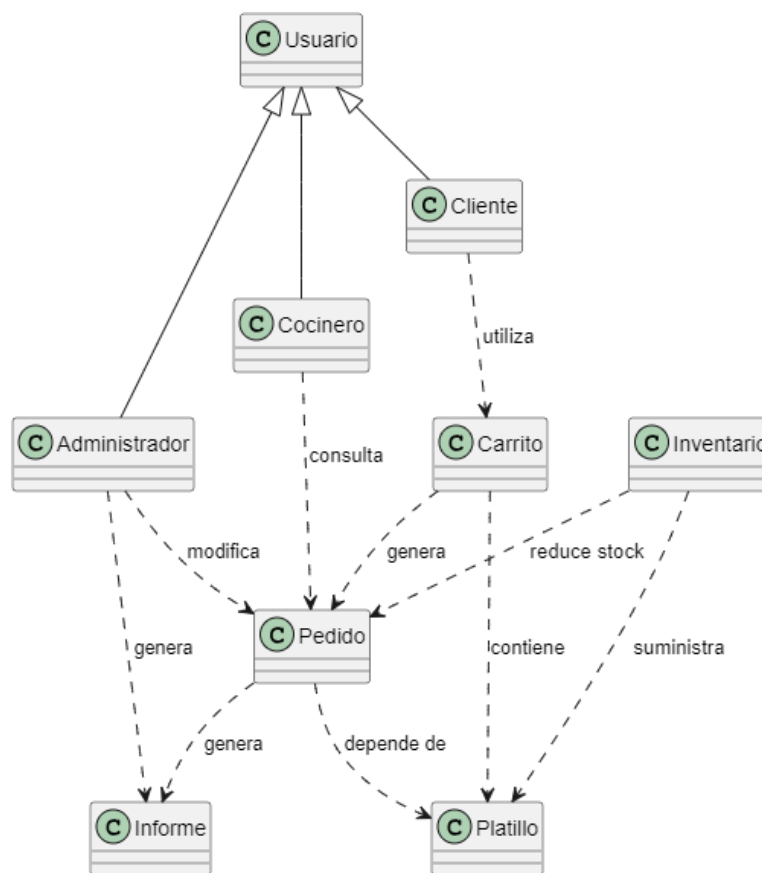 C Usuario
C Cliente
utiliza
C Cocinero
C Administrador
C Carrito
C Inventario
consulta
modifica
genera
reduce stock
C Pedido
genera
contiene
suministra
genera
depende de
C Informe
C Platillo